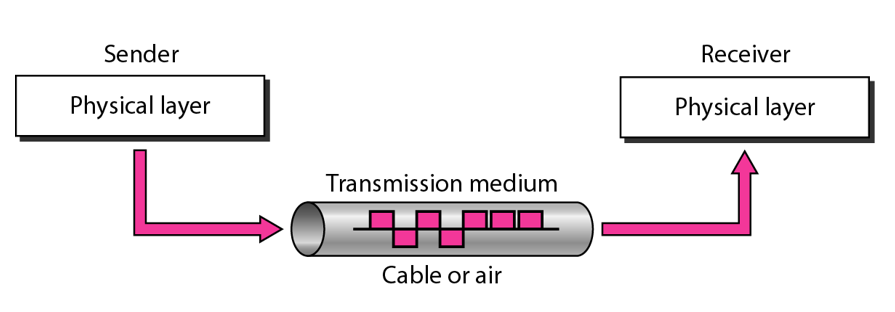 Sender
Receiver
Physical layer
Physical layer
Transmission medium
Cable or air